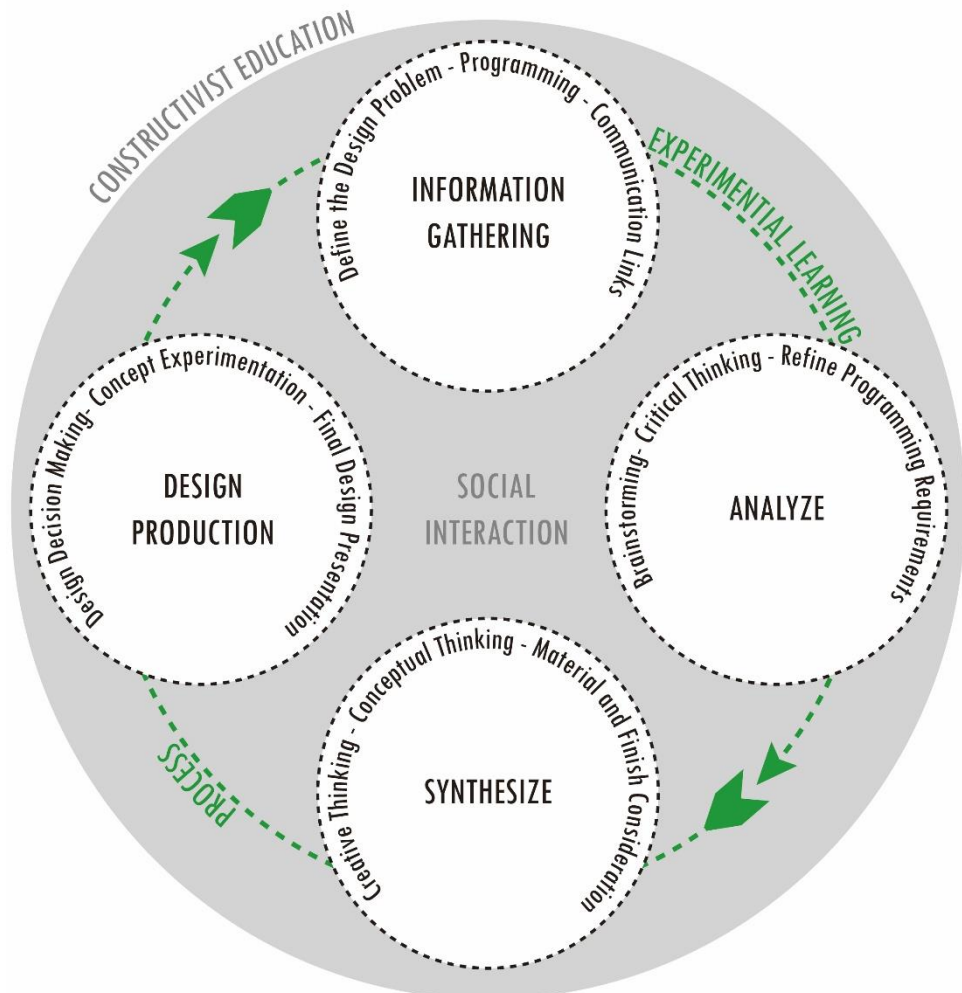 CONSTRUCTIVIST EDUCATION
Define the Design Problem - Programming - Communication Links
INFORMATION
GATHERING
EXPERIMENTAL LEARNING
Design Decision Making- Concept Experimentation - Final Design Presentation
DESIGN
PRODUCTION
SOCIAL
INTERACTION
Brainstorming- Critical Thinking - Refine Programming Requirements
ANALYZE
Creative Thinking - Conceptual Thinking - Material and Finish Consideration
SYNTHESIZE
PROCESS